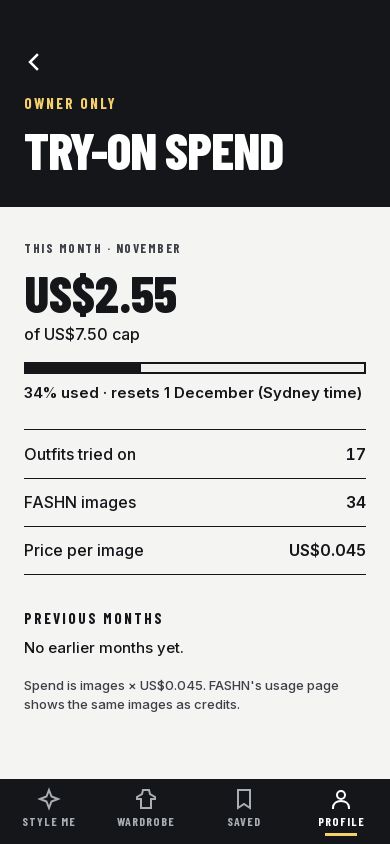 OWNER ONLY
TRY-ON SPEND
THIS MONTH · NOVEMBER
US$2.55
of US$7.50 cap
34% used · resets 1 December (Sydney time)
Outfits tried on 17
FASHN images 34
Price per image US$0.045
PREVIOUS MONTHS
No earlier months yet.
Spend is images × US$0.045. FASHN's usage page
shows the same images as credits.
STYLE ME WARDROBE SAVED PROFILE